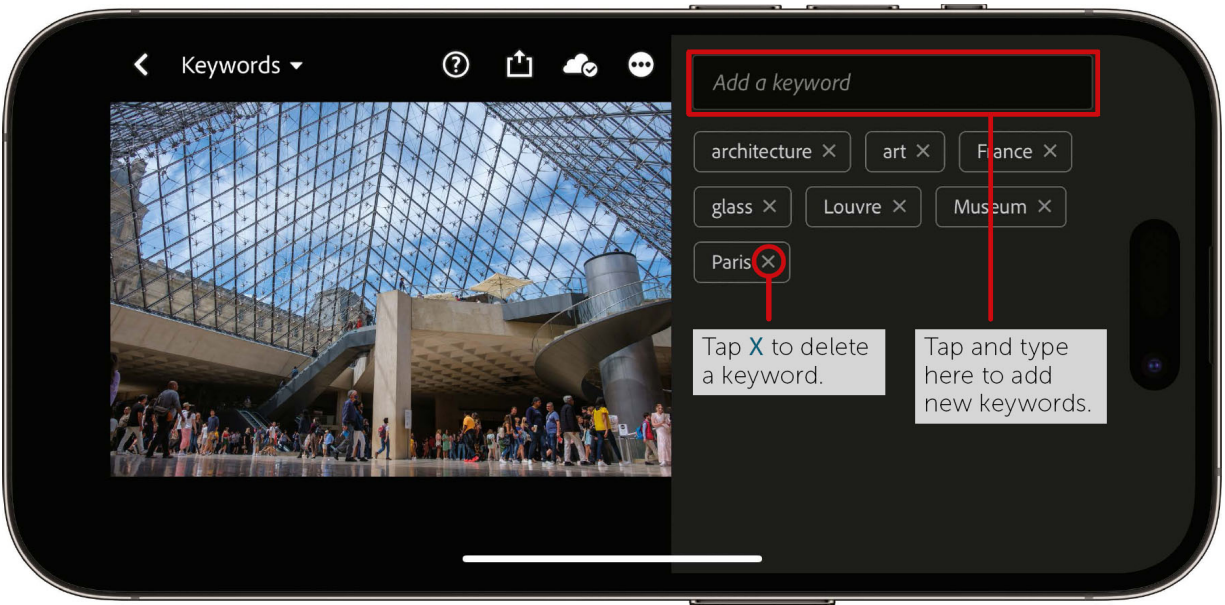 Keywords
Add a keyword
architecture × art × France ×
glass × Louvre × Museum ×
Paris ×
Tap X to delete
a keyword.
Tap and type
here to add
new keywords.